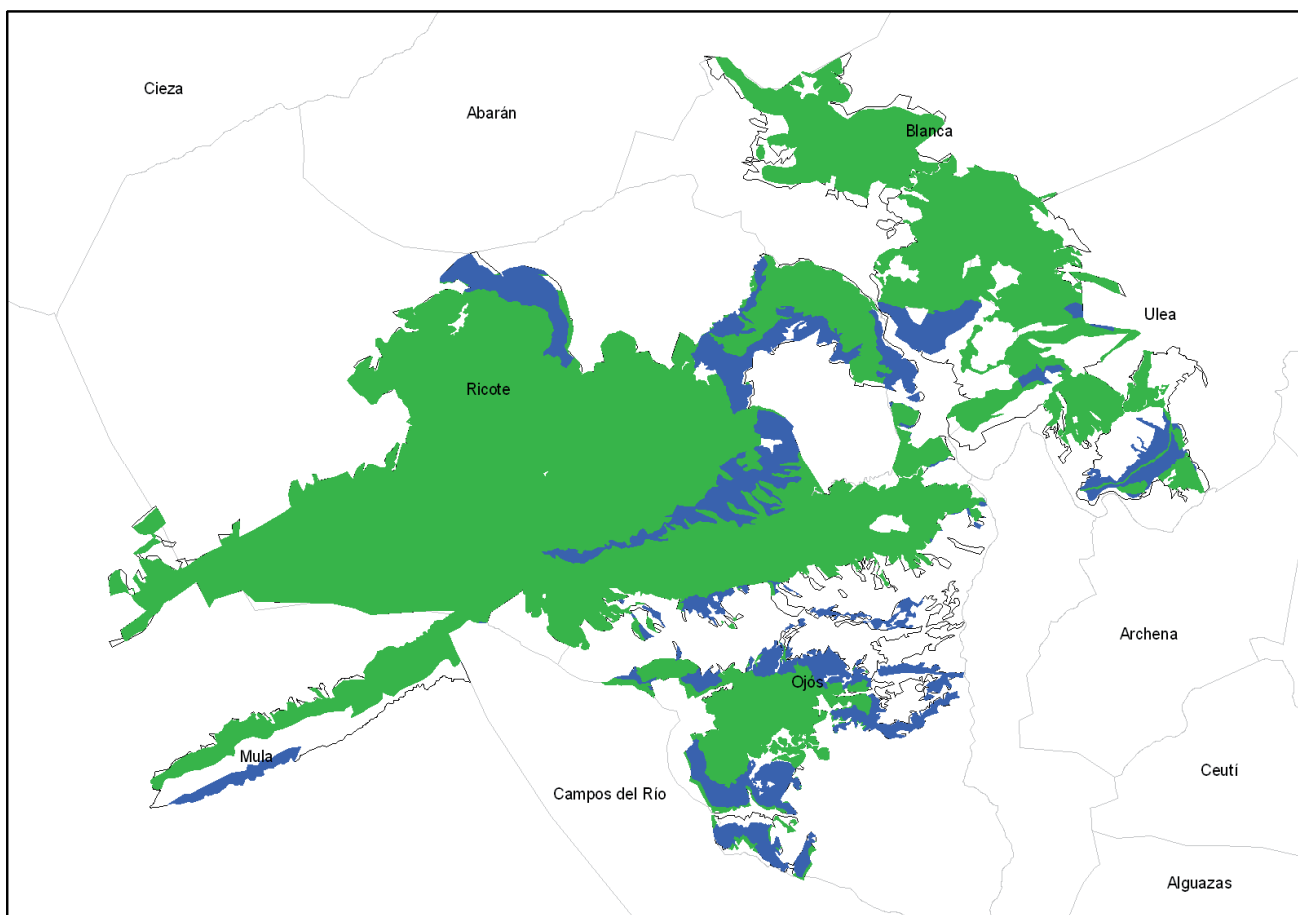 Cieza
Abarán
Blanca
Ulea
Ricote
Archena
Ojós
Mula
Ceutí
Campos del Río
Alguazas